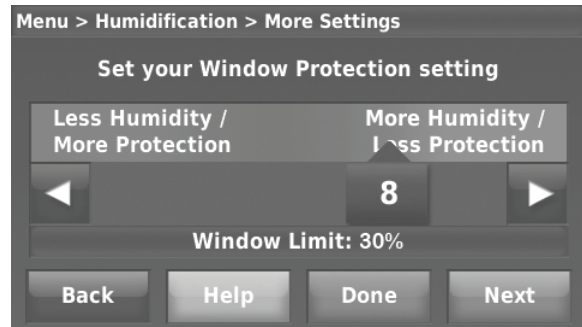 Menu > Humidification > More Settings
Set your Window Protection setting
Less Humidity /
More Protection
More Humidity /
Less Protection
8
Window Limit: 30%
Back
Help
Done
Next